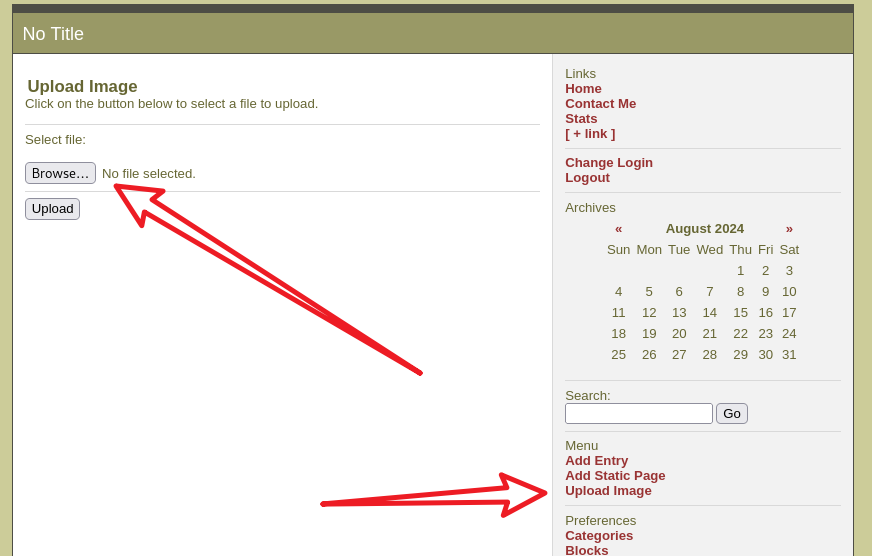 No Title
Upload Image
Click on the button below to select a file to upload.
Select file:
Browse... No file selected.
Upload
Links
Home
Contact Me
Stats
[ + link ]
Change Login
Logout
Archives
« August 2024 »
Sun Mon Tue Wed Thu Fri Sat
1 2 3
4 5 6 7 8 9 10
11 12 13 14 15 16 17
18 19 20 21 22 23 24
25 26 27 28 29 30 31
Search:
Go
Menu
Add Entry
Add Static Page
Upload Image
Preferences
Categories
Blocks